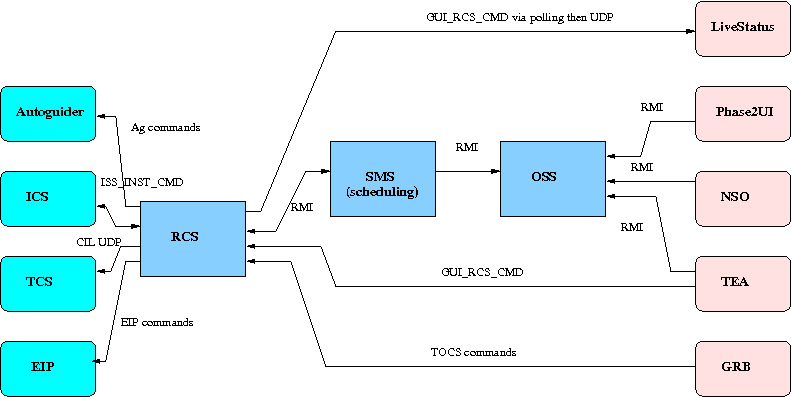 GUI_RCS_CMD via polling then UDP
LiveStatus
Autoguider
Ag commands
RMI
Phase2UI
RMI
SMS
(scheduling)
OSS
RMI
ICS
ISS_INST_CMD
RMI
NSO
RCS
CIL UDP
RMI
TCS
GUI_RCS_CMD
TEA
EIP commands
EIP
TOCS commands
GRB